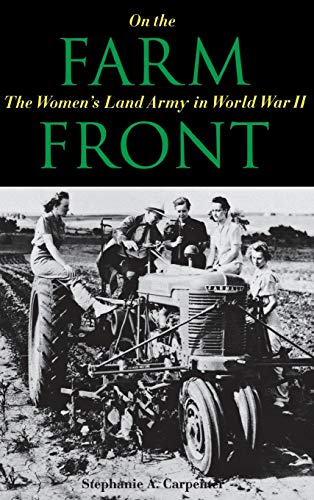 On the
FARM
The Women's Land Army in World War II
FRONT
Stephanie A. Carpenter